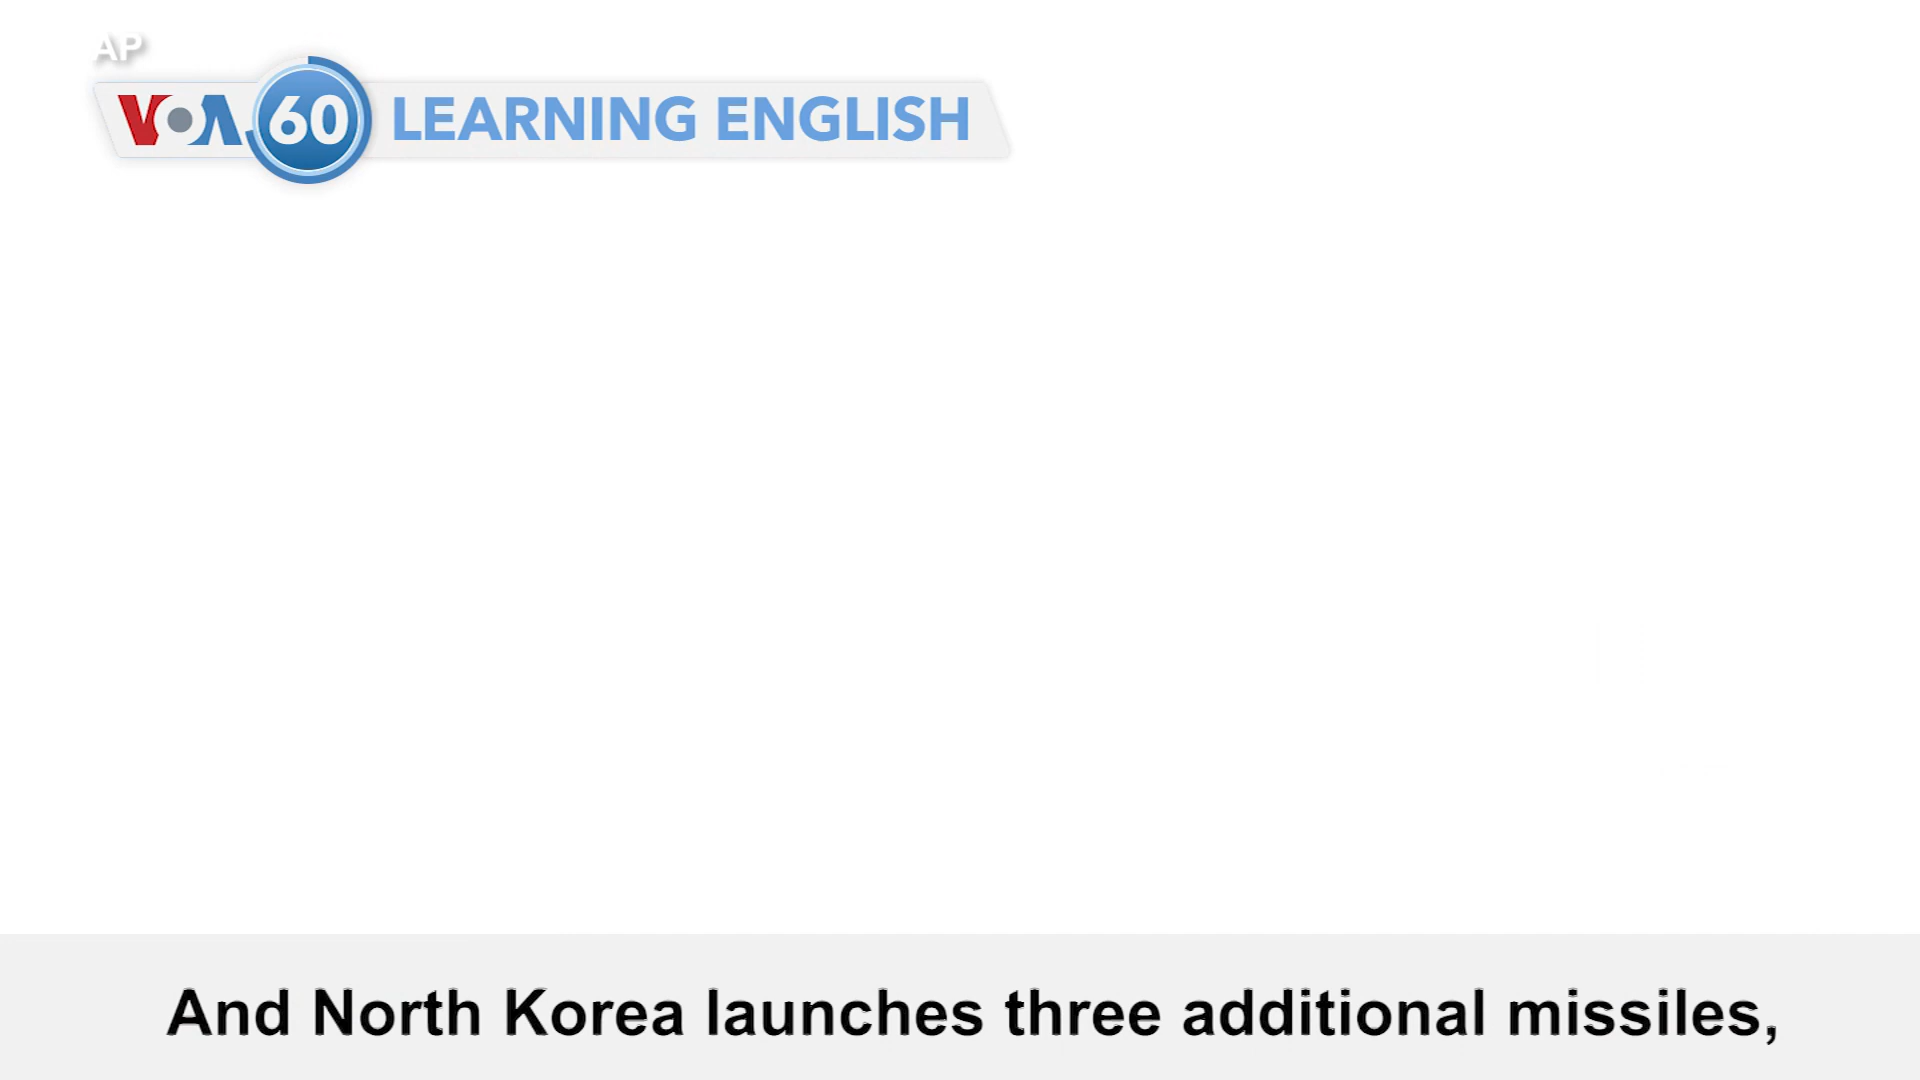 AP
VOA 60 LEARNING ENGLISH
And North Korea launches three additional missiles,